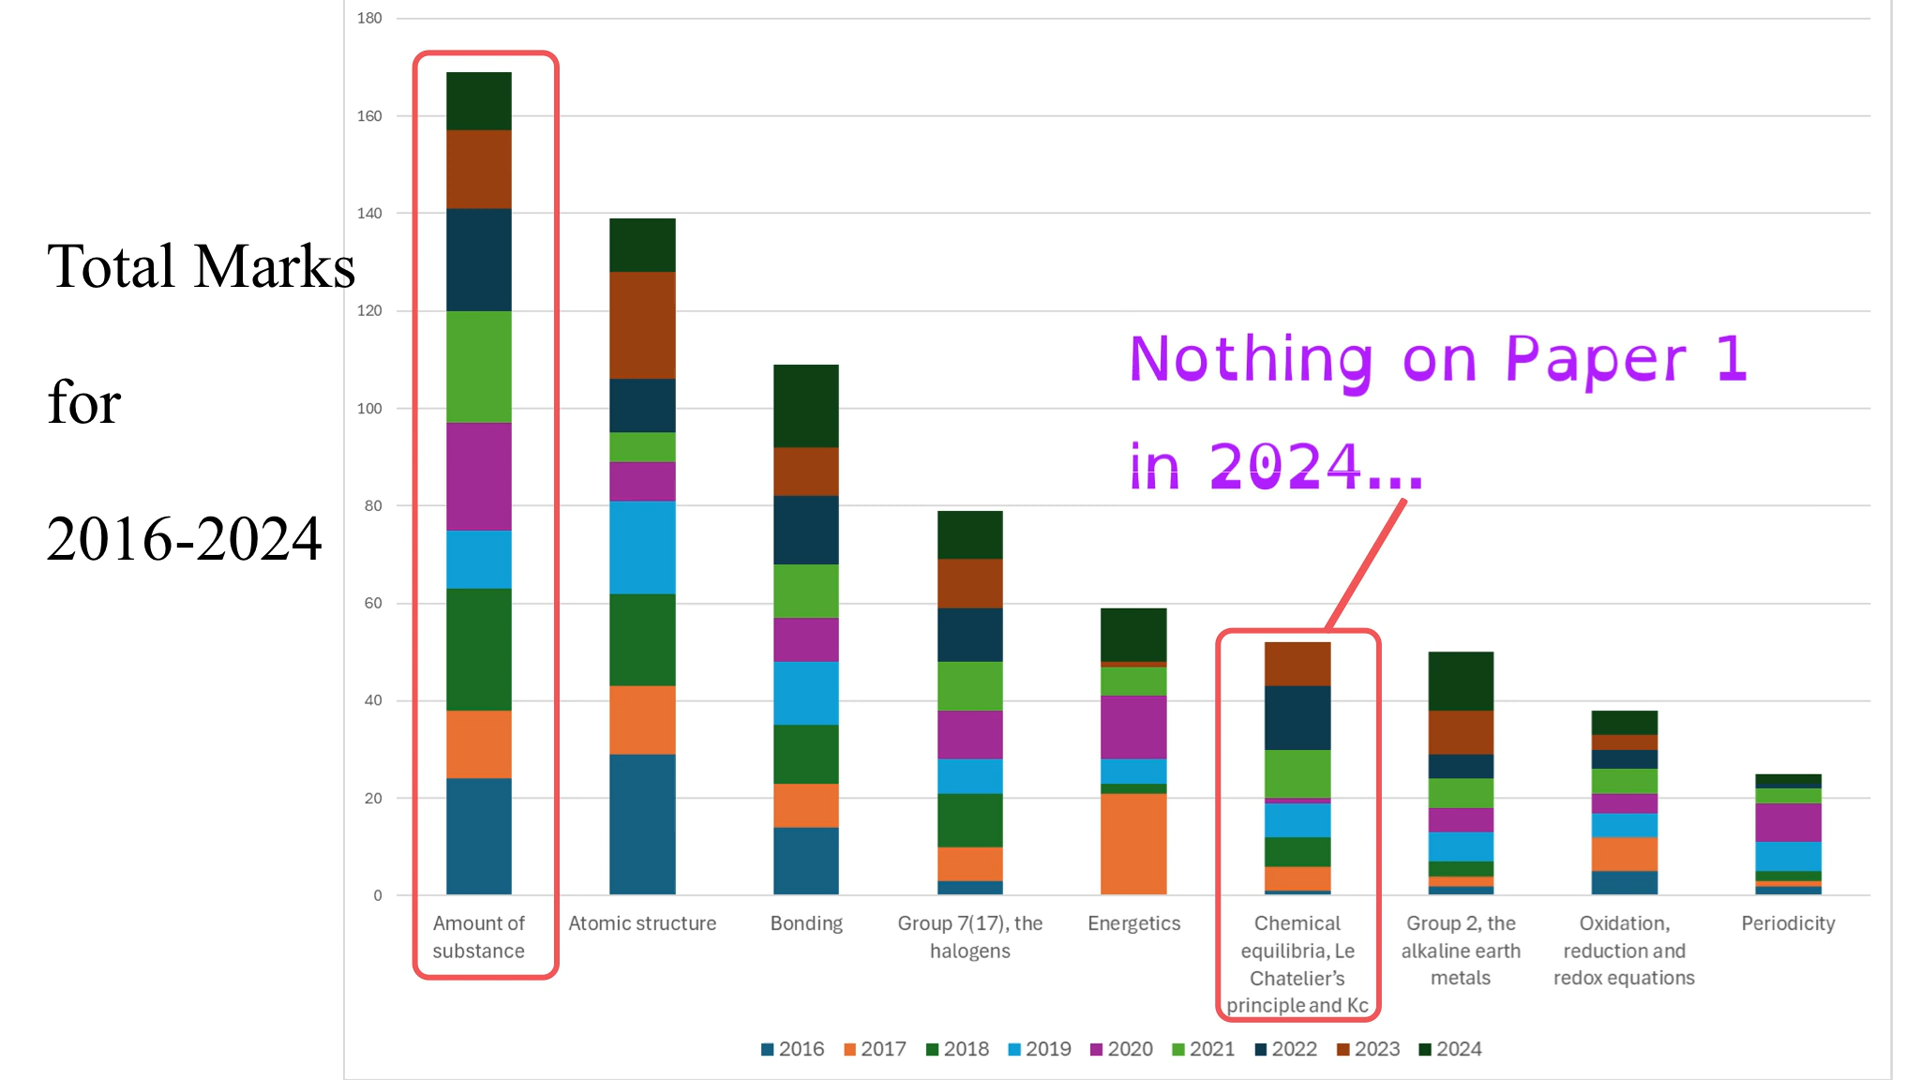 Total Marks
for
2016-2024
180
160
140
120
100
80
60
40
20
0
Nothing on Paper 1
in 2024...
Amount of
substance
Atomic structure
Bonding
Group 7(17), the
halogens
Energetics
Chemical
equilibria, Le
Chatelier’s
principle and Kc
Group 2, the
alkaline earth
metals
Oxidation,
reduction and
redox equations
Periodicity
2016 2017 2018 2019 2020 2021 2022 2023 2024